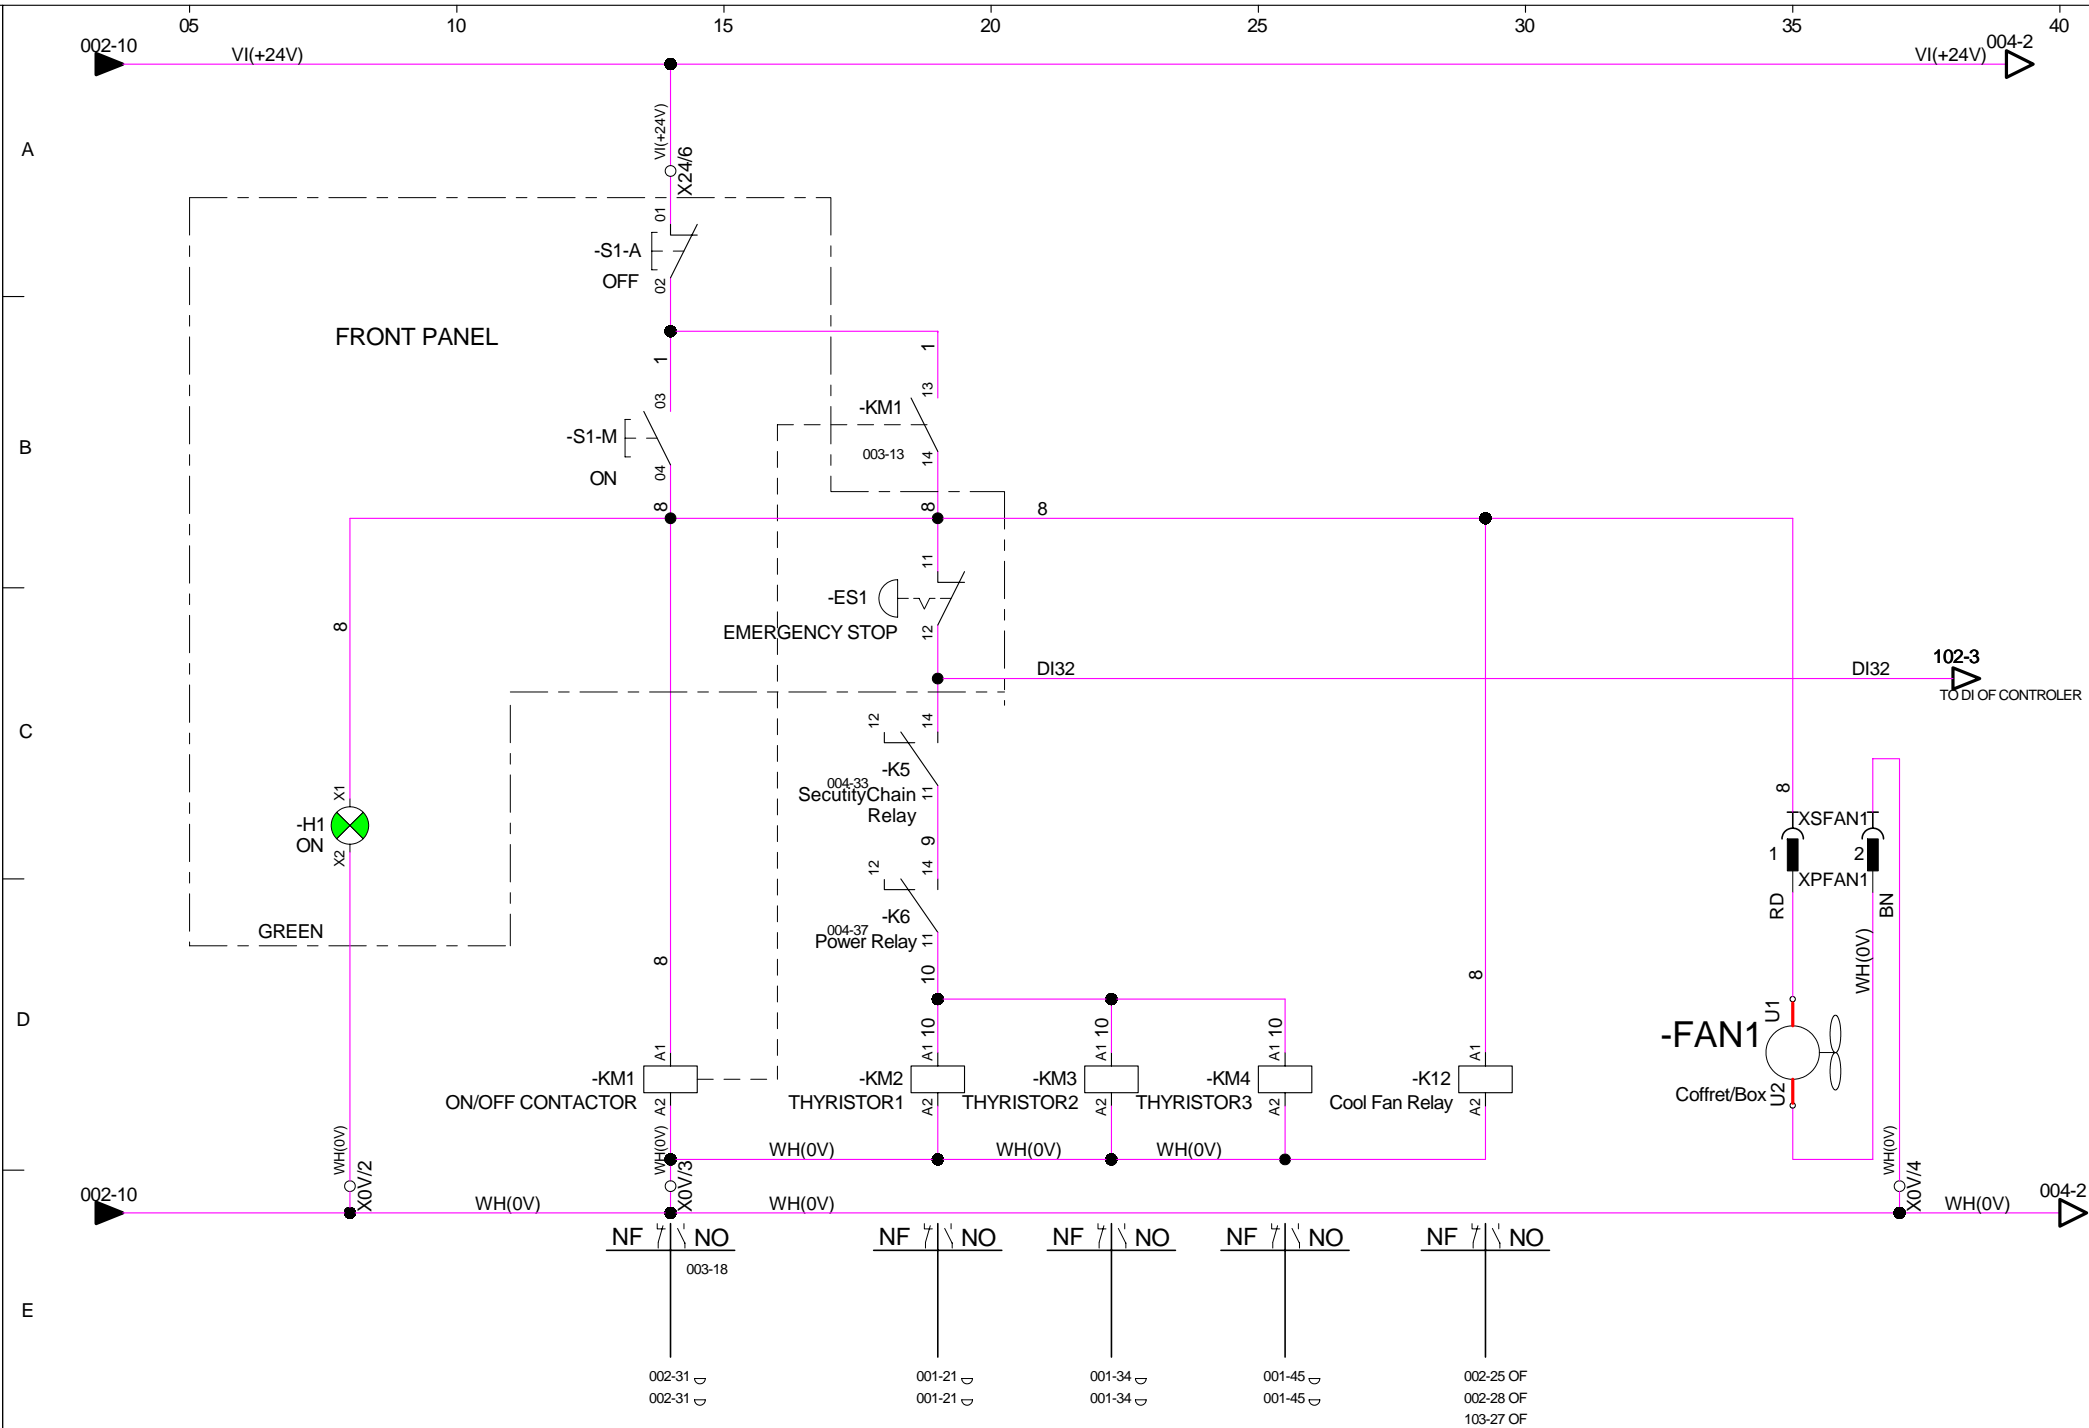 05 10 15 20 25 30 35 40
002-10 VI(+24V) VI(+24V) 004-2
A
VI(+24V)
X24/6
01
-S1-A
OFF
02
FRONT PANEL
1 1
03 13
-KM1
-S1-M
B
003-13
04 14
ON
8 8 8
11
-ES1
8
EMERGENCY STOP
12
DI32 DI32 102-3
TO DI OF CONTROLER
C
12 14
-K5
004-33
SecutityChain
Relay
11
8
X1
-H1
ON
X2
XSFAN1
1 2
XPFAN1
9
12 14
-K6
004-37
Power Relay
11
RD BN
GREEN
WH(0V)
8 10 8
D
10 10 10
U1
-FAN1
A1 A1 A1 A1 A1
-KM1 -KM2 -KM3 -KM4 -K12
ON/OFF CONTACTOR THYRISTOR1 THYRISTOR2 THYRISTOR3 Cool Fan Relay
A2 A2 A2 A2 A2
Coffret/Box
U2
WH(0V) WH(0V) WH(0V) WH(0V) WH(0V) WH(0V)
X0V/2 X0V/3 X0V/4
002-10 WH(0V) WH(0V) WH(0V) 004-2
NF NO NF NO NF NO NF NO NF NO
003-18
E
002-31 001-21 001-34 001-45 002-25 OF
002-31 001-21 001-34 001-45 002-28 OF
103-27 OF